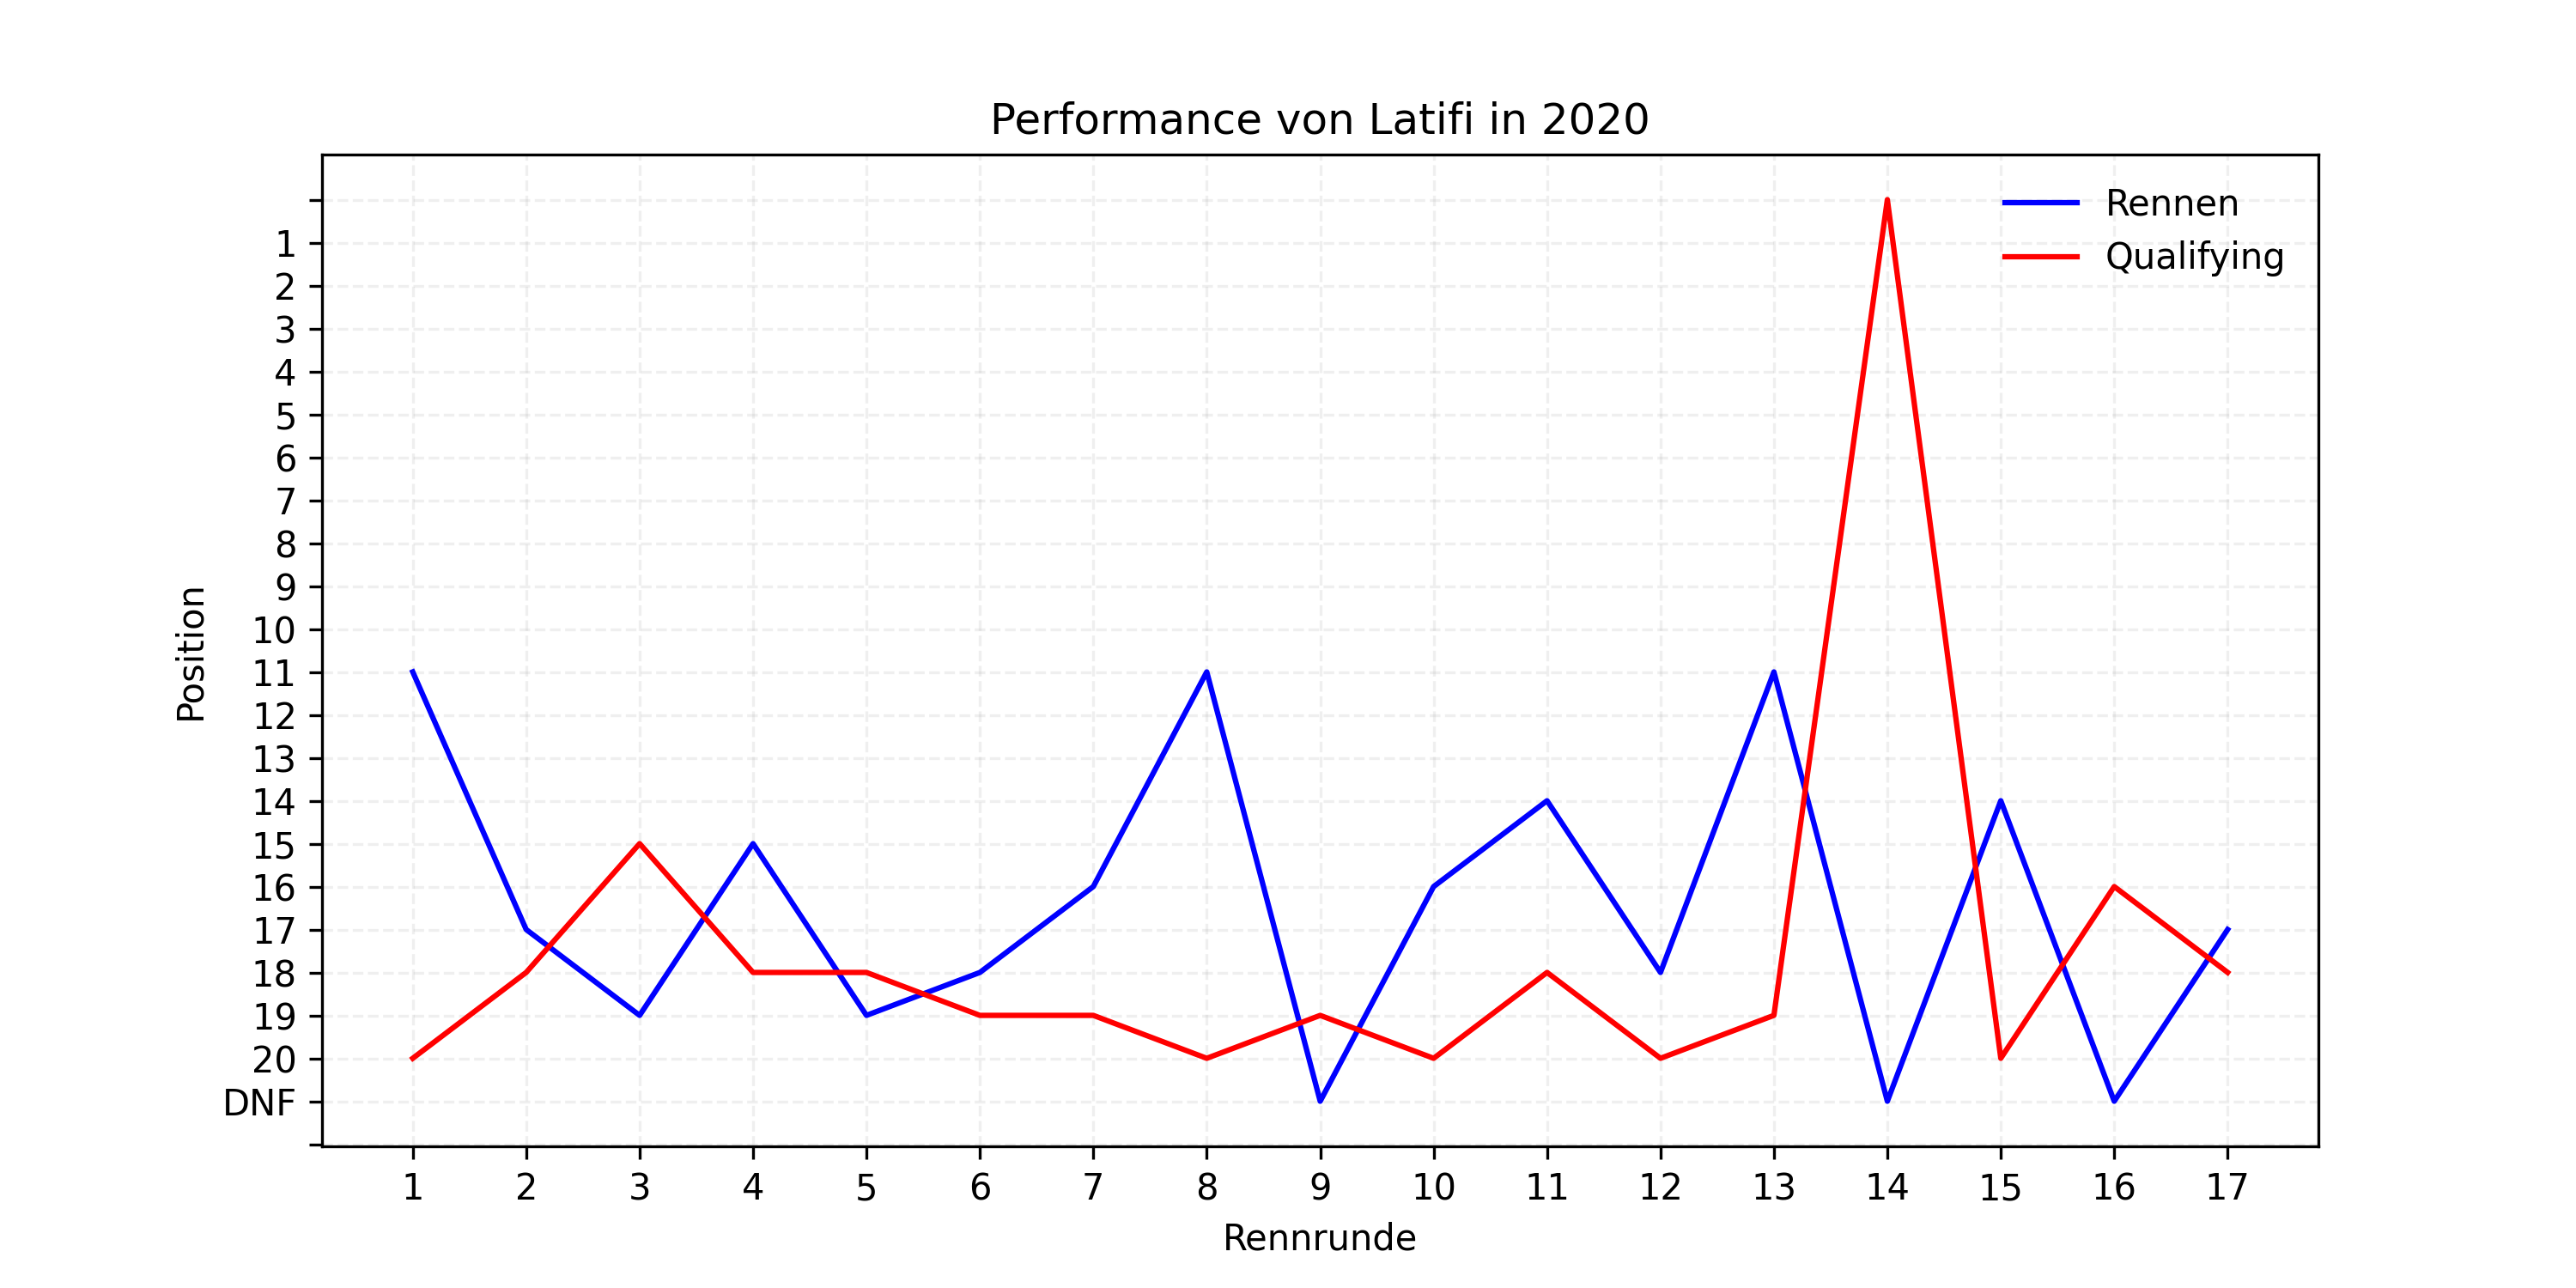 Performance von Latifi in 2020
Rennen
Qualifying
Position
1
2
3
4
5
6
7
8
9
10
11
12
13
14
15
16
17
18
19
20
DNF
1 2 3 4 5 6 7 8 9 10 11 12 13 14 15 16 17
Rennrunde